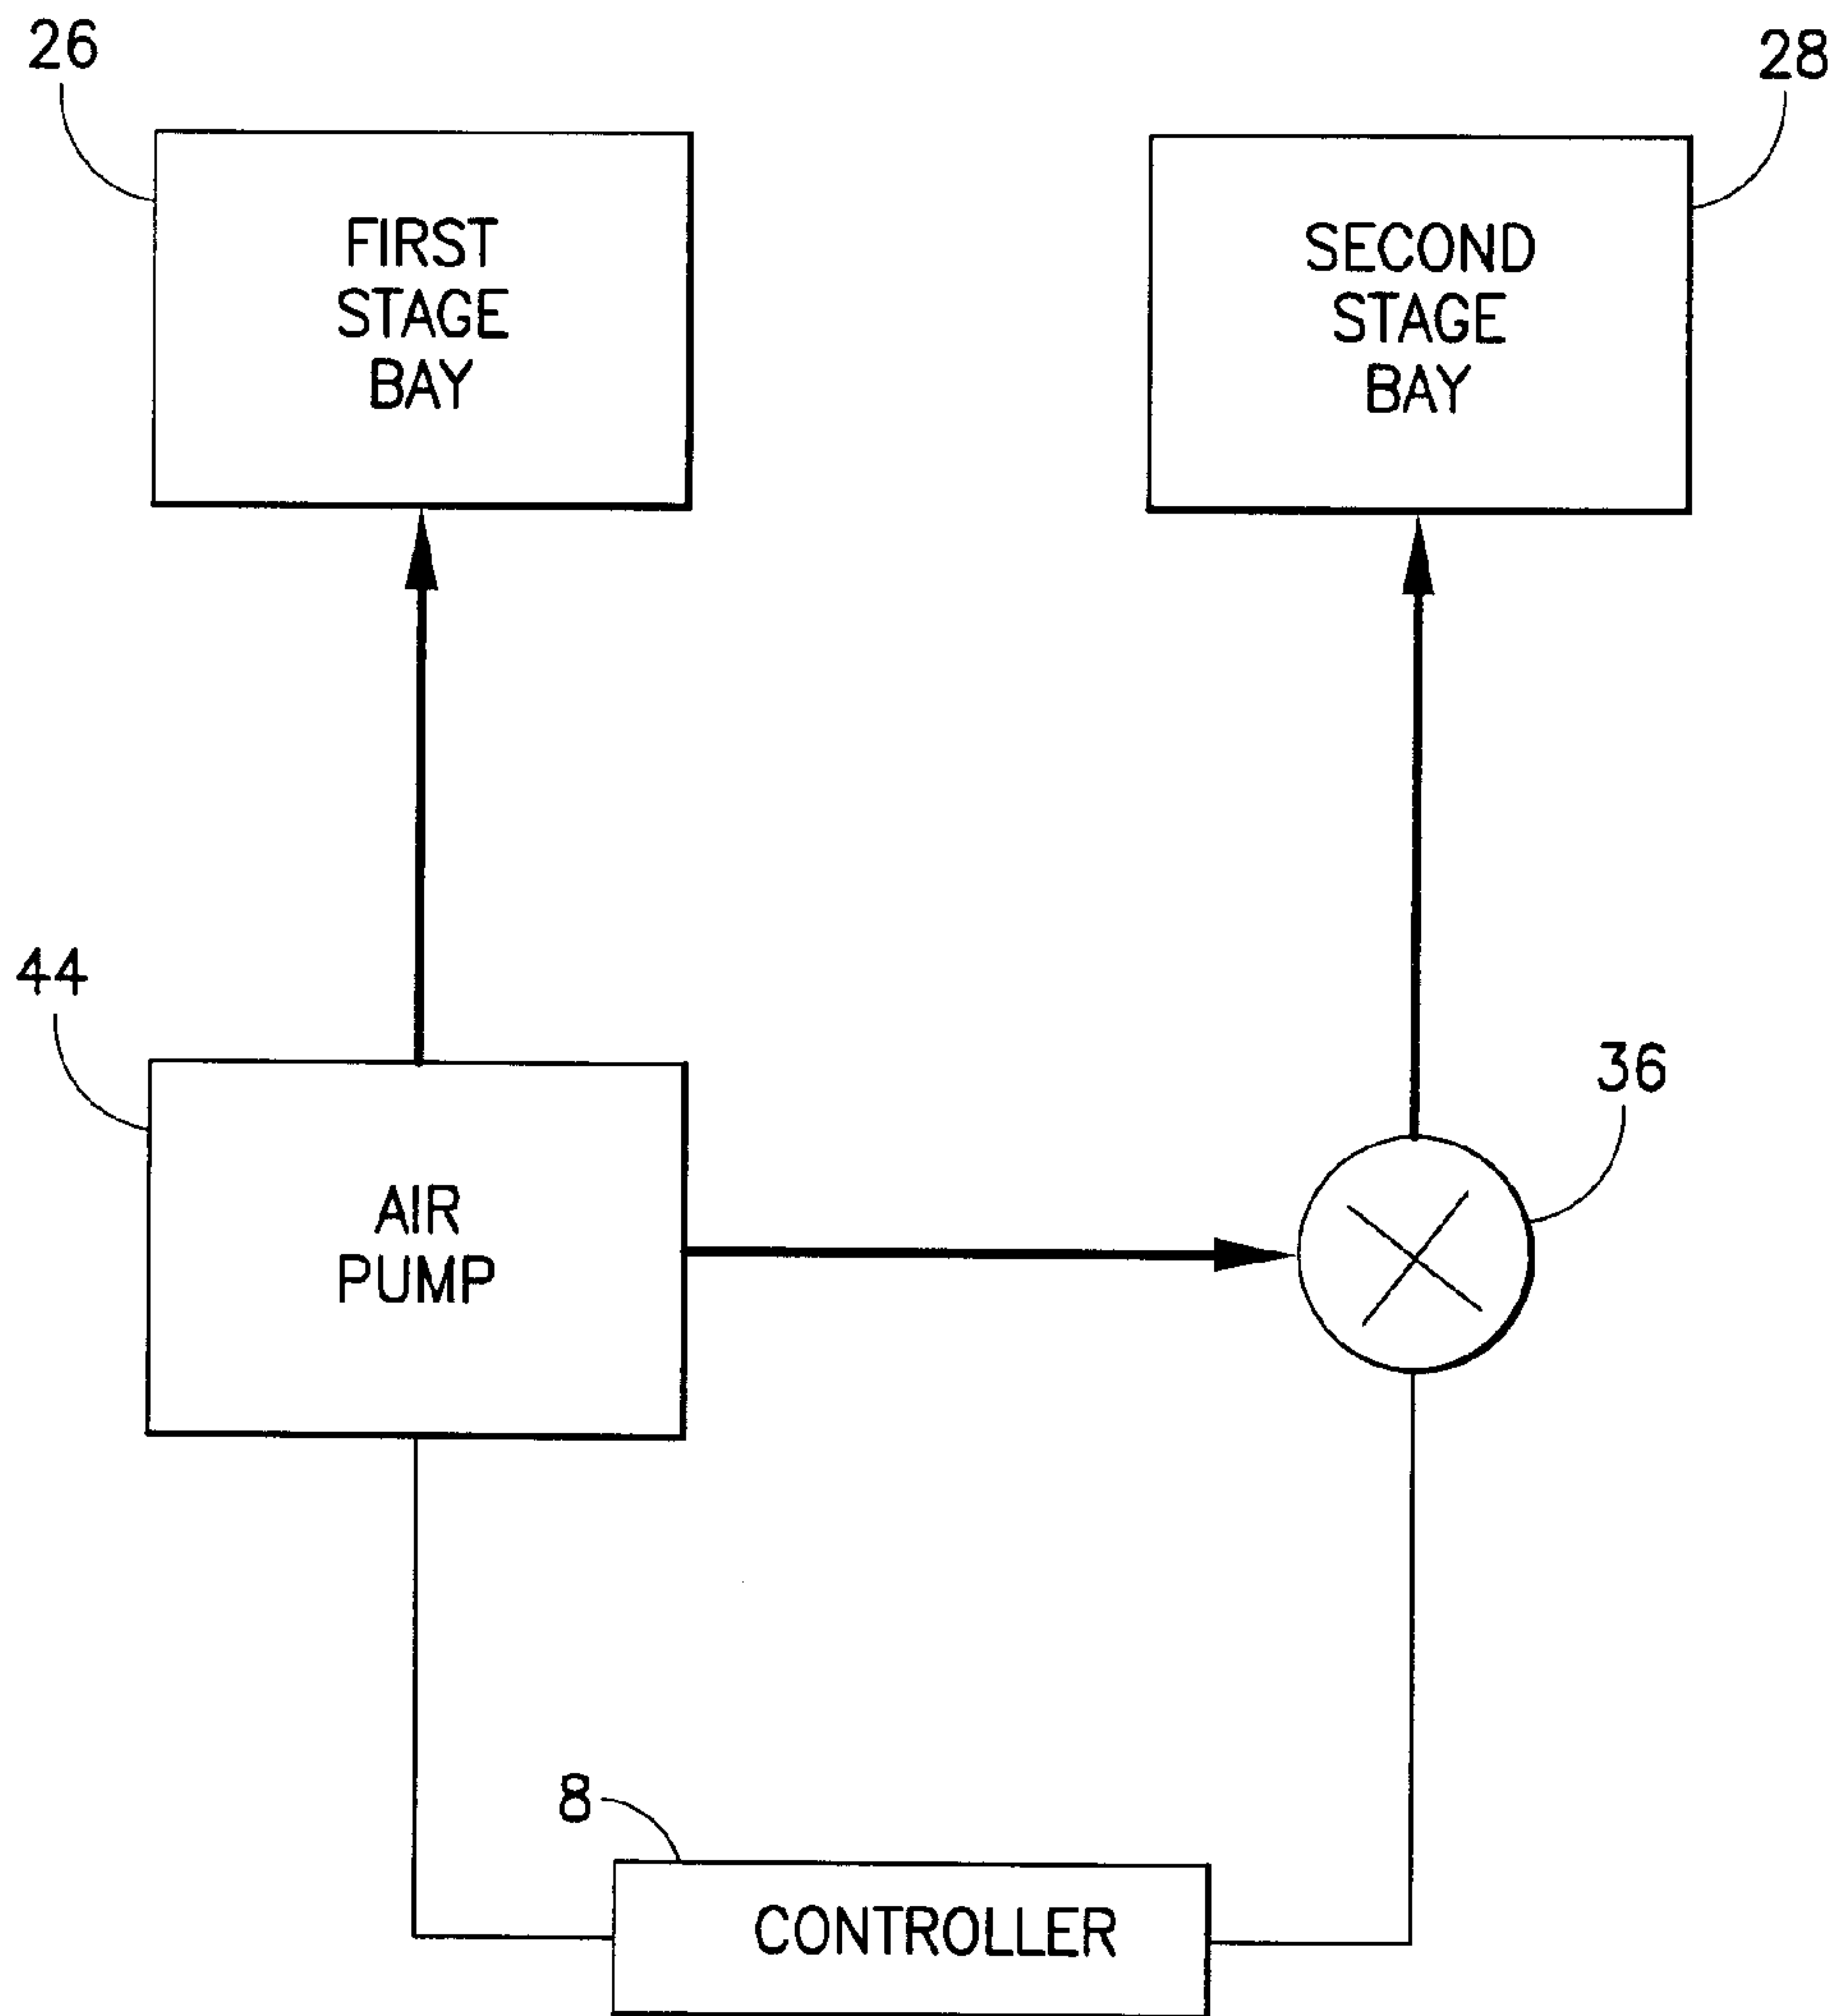 26
28
FIRST
STAGE
BAY
SECOND
STAGE
BAY
44
36
AIR
PUMP
8
CONTROLLER